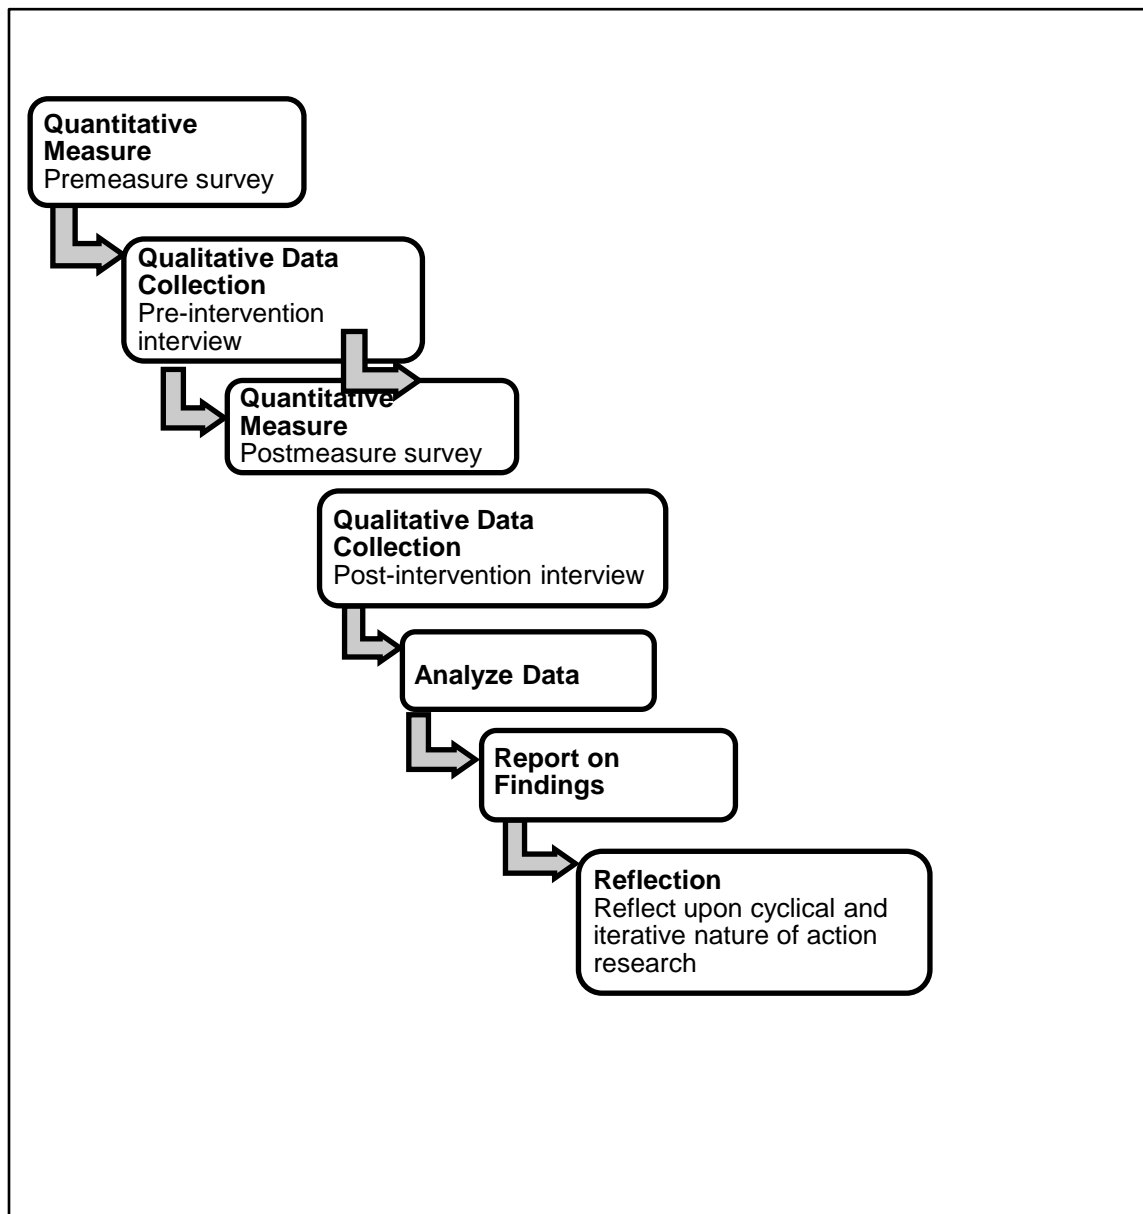 Quantitative
Measure
Premeasure survey
Qualitative Data
Collection
Pre-intervention
interview
Quantitative
Measure
Postmeasure survey
Qualitative Data
Collection
Post-intervention interview
Analyze Data
Report on
Findings
Reflection
Reflect upon cyclical and
iterative nature of action
research